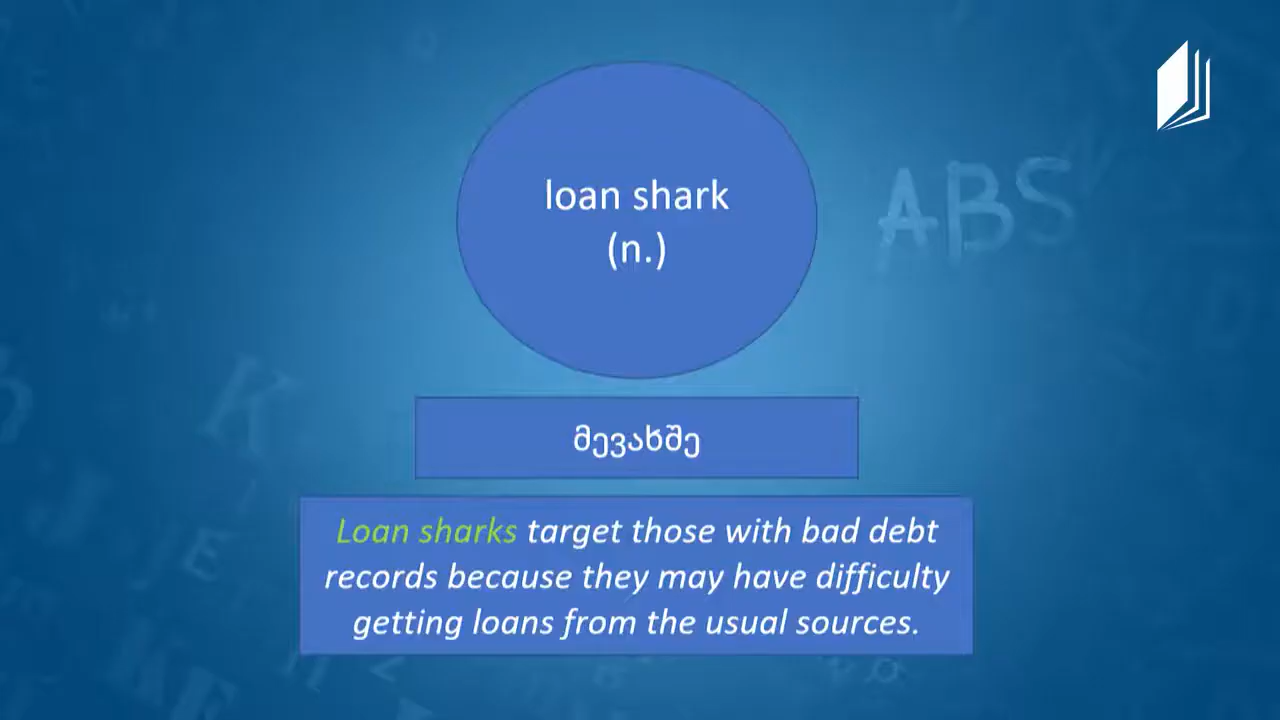 loan shark
(n.)
ABS
მევახშე
Loan sharks target those with bad debt
records because they may have difficulty
getting loans from the usual sources.